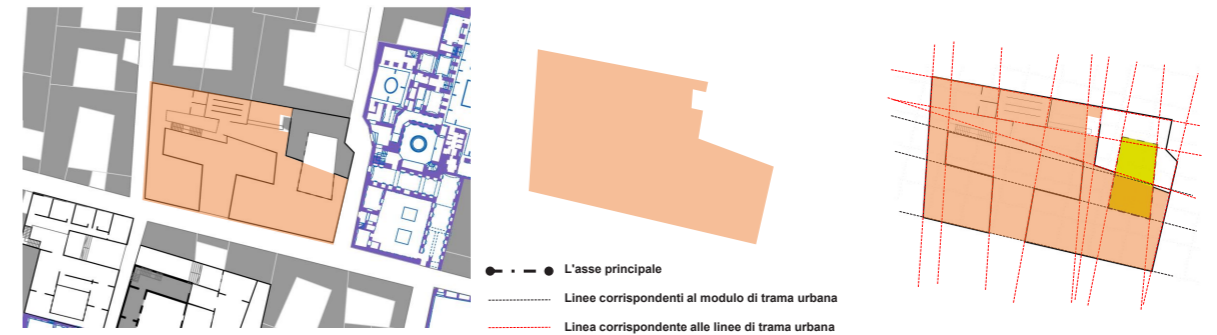 L'asse principale
Linee corrispondenti al modulo di trama urbana
Linea corrispondente alle linee di trama urbana